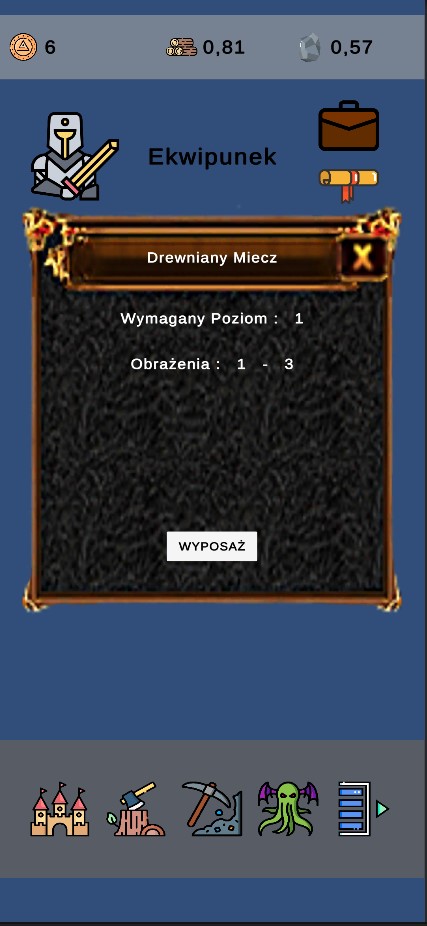 6 0,81 0,57
Ekwipunek
Drewniany Miecz X
Wymagany Poziom : 1
Obrażenia : 1 - 3
WYPOSAŻ